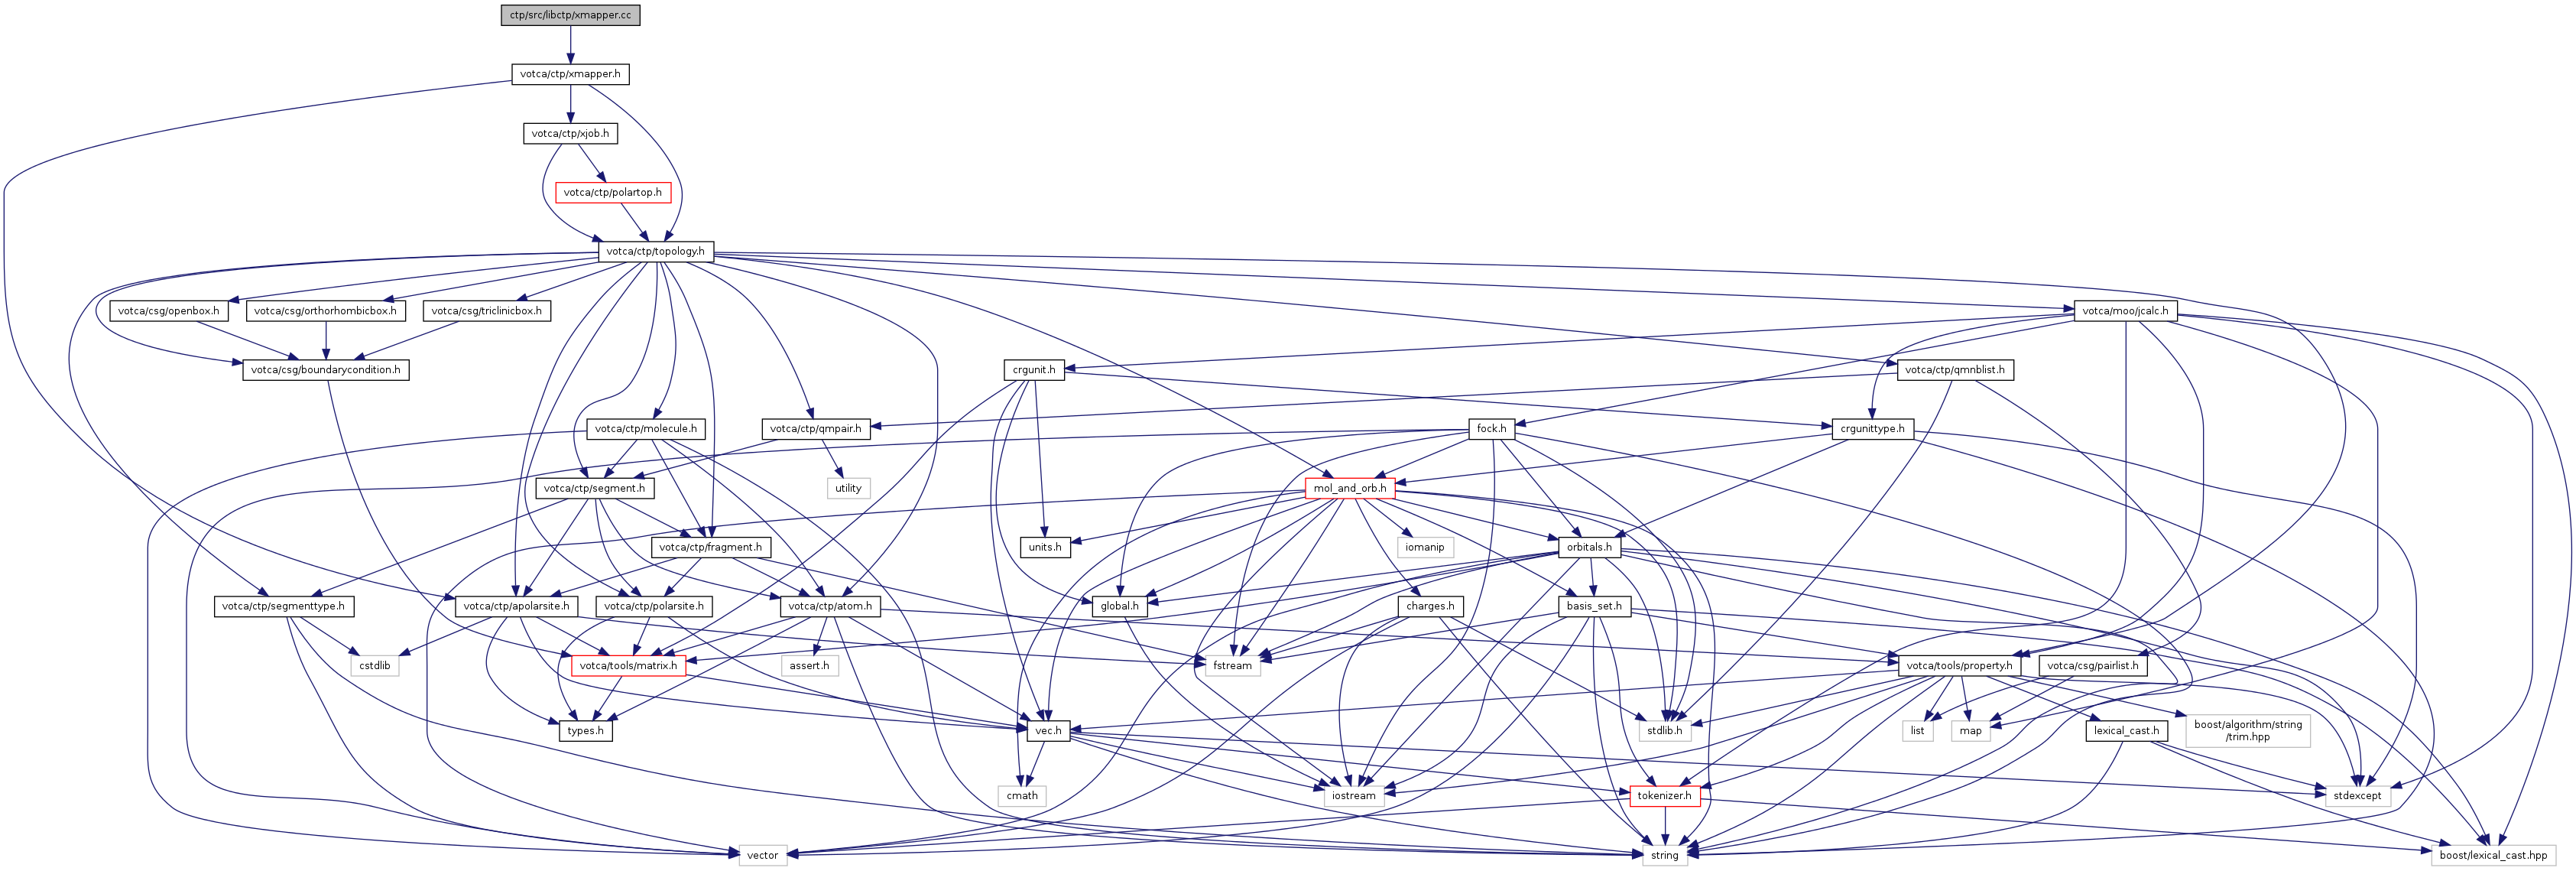 ctp/src/libctp/xmapper.cc
votca/ctp/xmapper.h
votca/ctp/xjob.h
votca/ctp/polartop.h
votca/ctp/topology.h
votca/csg/openbox.h
votca/csg/orthorhombicbox.h
votca/csg/triclinicbox.h
votca/moo/jcalc.h
votca/csg/boundarycondition.h
crgunit.h
votca/ctp/qmnblist.h
votca/ctp/molecule.h
votca/ctp/qmpair.h
fock.h
crgunittype.h
votca/ctp/segment.h
utility
mol_and_orb.h
votca/ctp/fragment.h
units.h
iomanip
orbitals.h
votca/ctp/segmenttype.h
votca/ctp/apolarsite.h
votca/ctp/polarsite.h
votca/ctp/atom.h
global.h
charges.h
basis_set.h
cstdlib
votca/tools/matrix.h
assert.h
fstream
votca/tools/property.h
votca/csg/pairlist.h
types.h
vec.h
stdlib.h
list
map
lexical_cast.h
boost/algorithm/string
/trim.hpp
cmath
iostream
tokenizer.h
stdexcept
vector
string
boost/lexical_cast.hpp